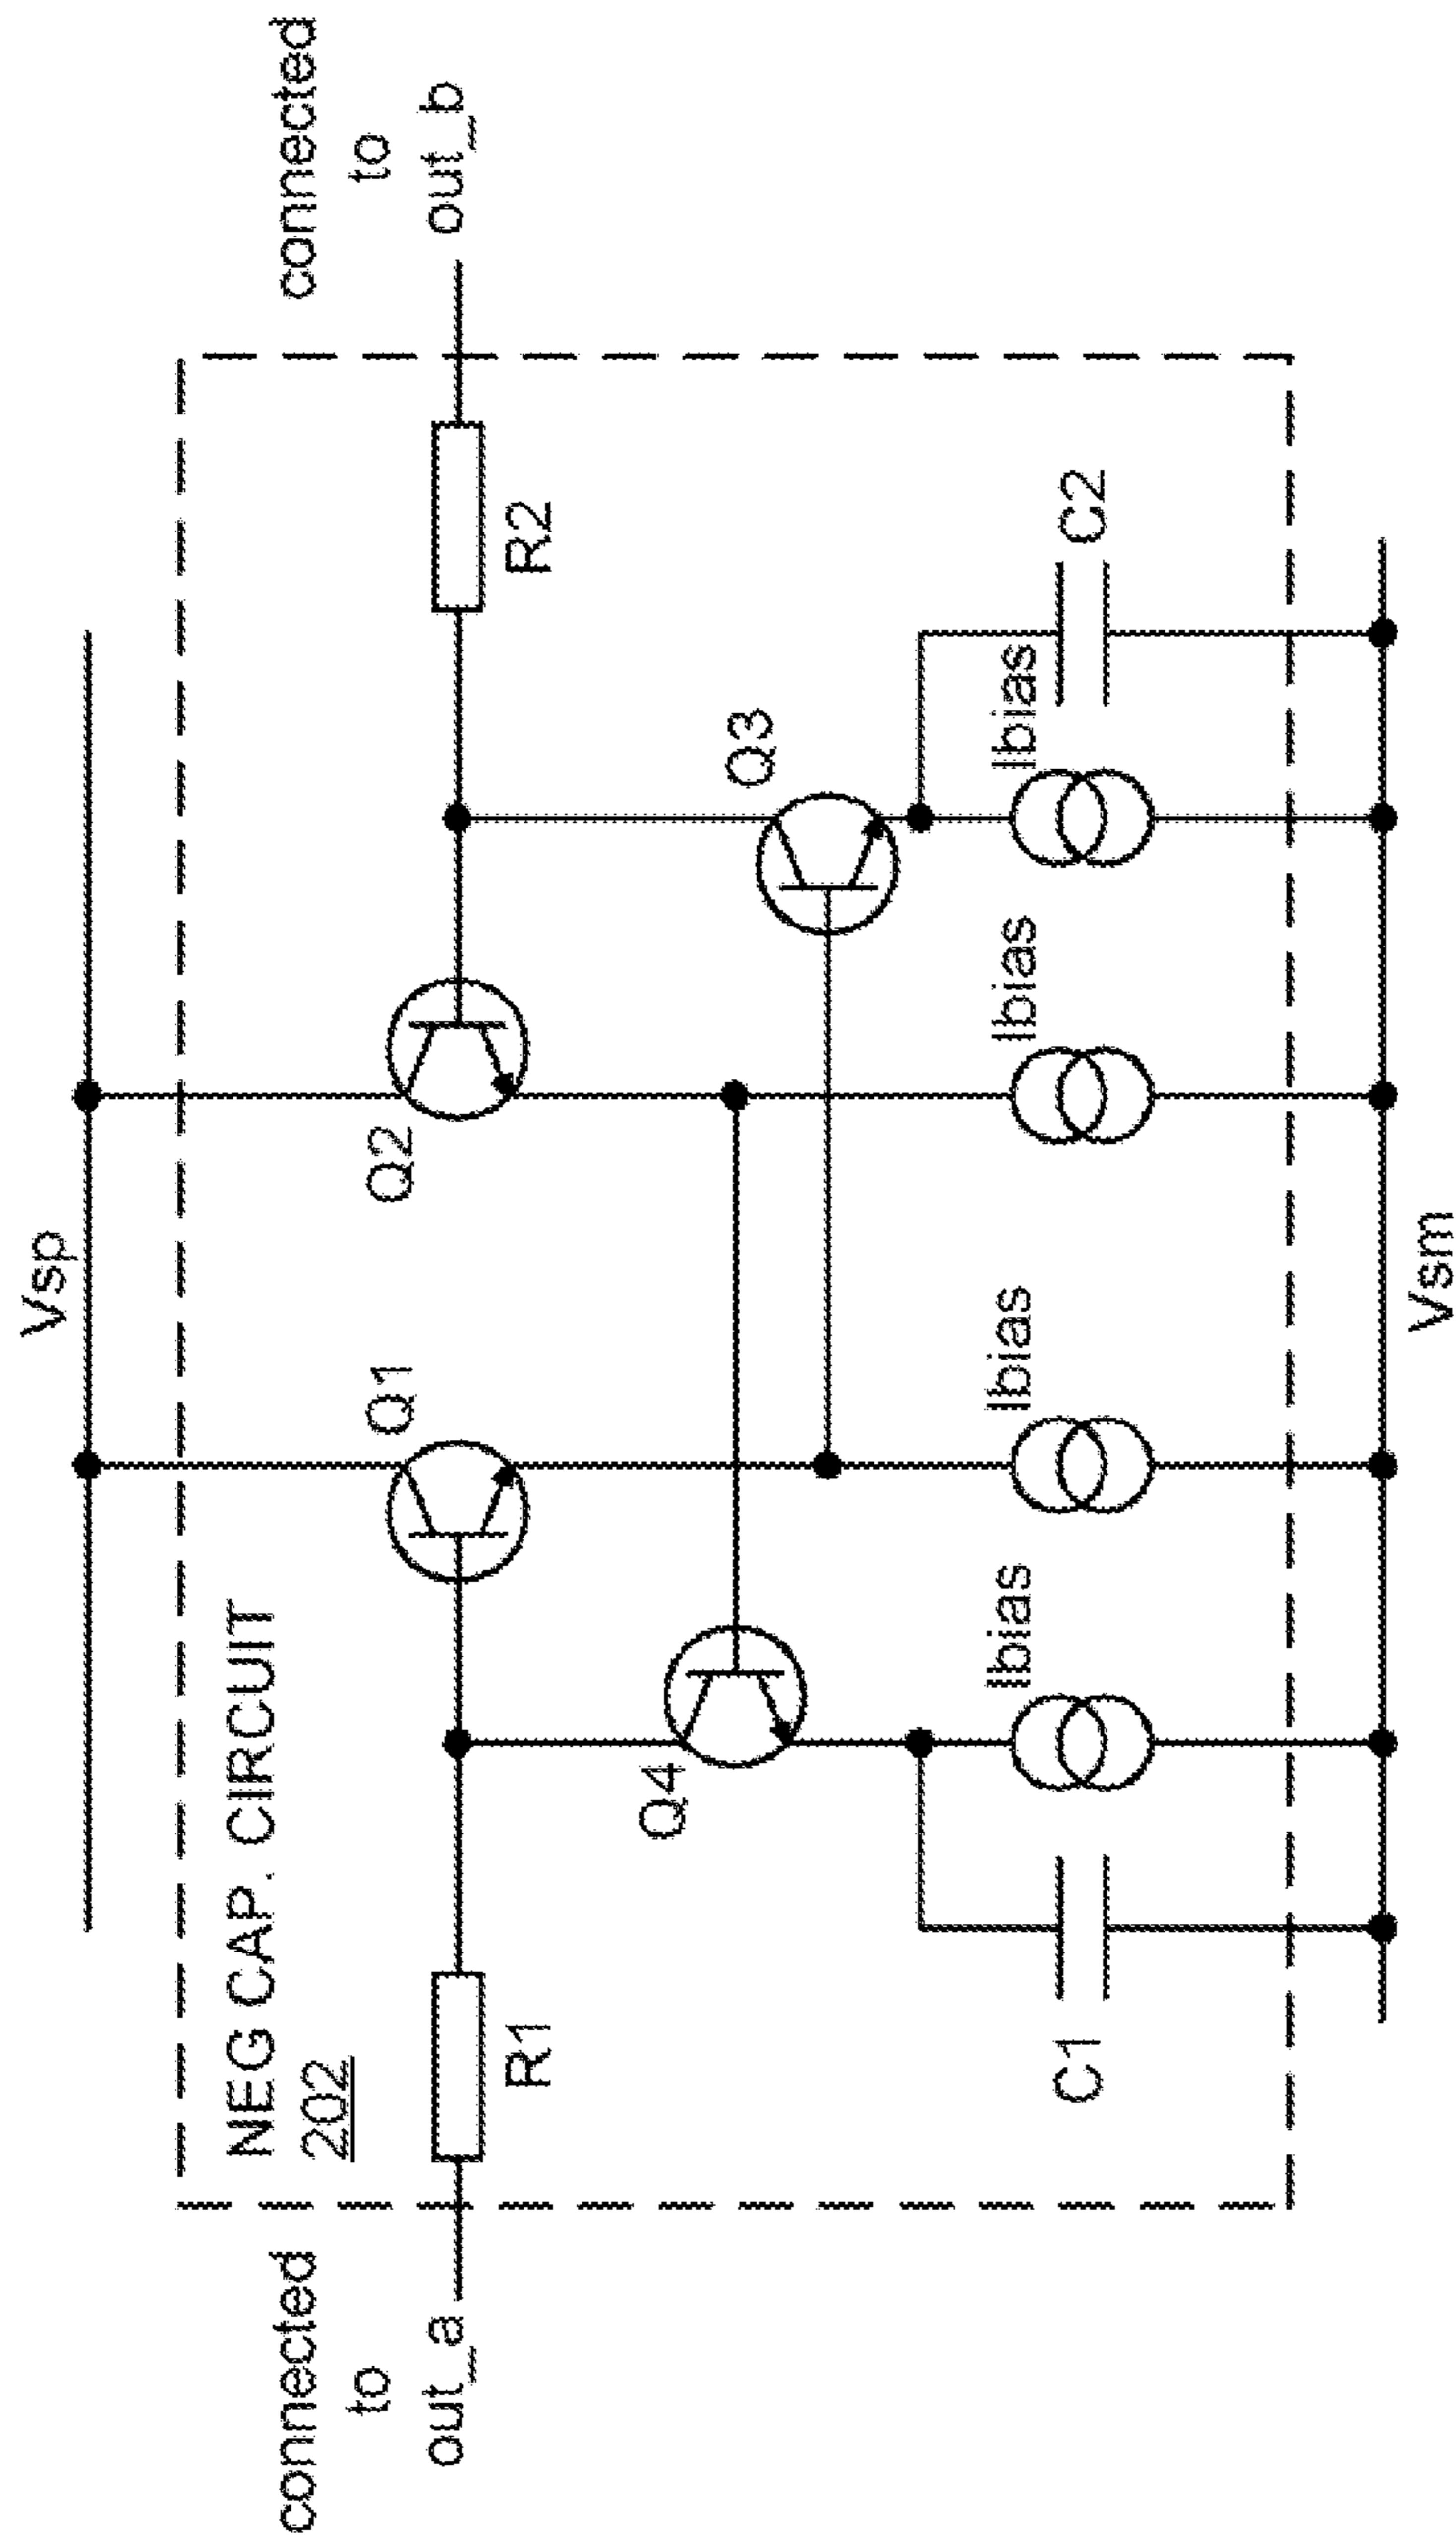 Vsp
NEG CAP. CIRCUIT
202
connected
to
out_a
connected
to
out_b
R1
R2
Q1
Q2
Q4
Q3
Ibias
Ibias
Ibias
Ibias
C1
C2
Vsm